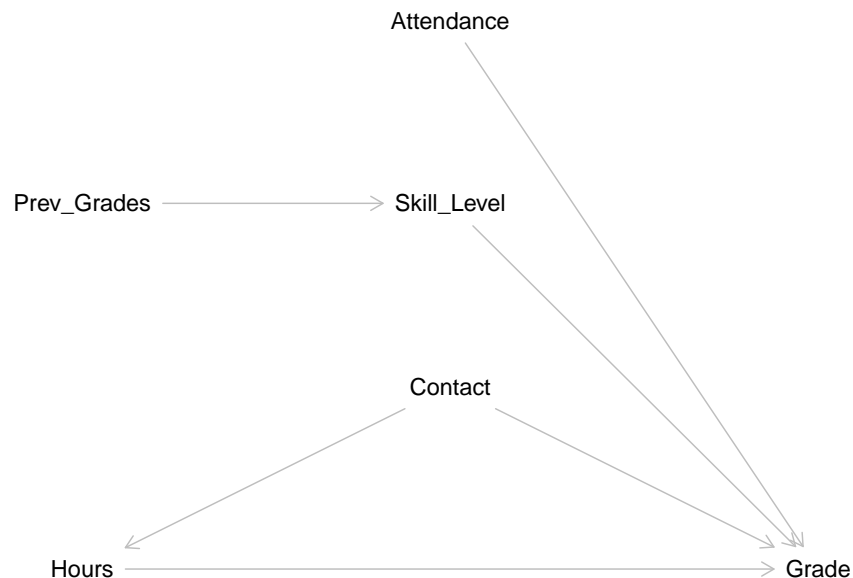 Attendance
Prev_Grades
Skill_Level
Contact
Hours
Grade